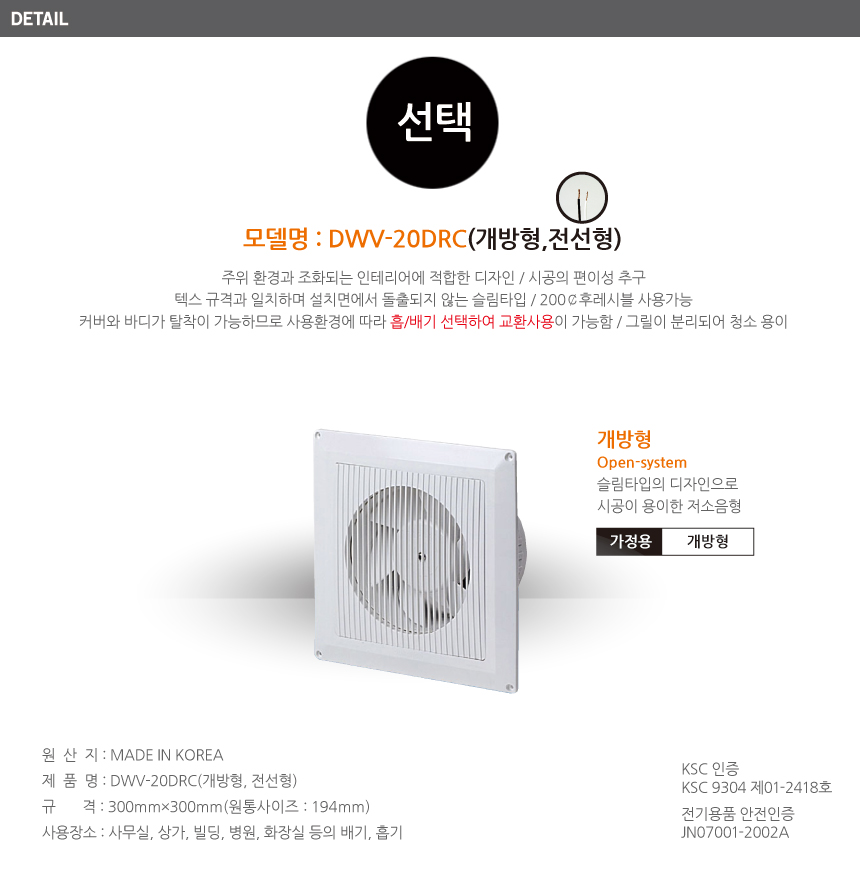 DETAIL
선택
모델명 : DWV-20DRC(개방형,전선형)
주위 환경과 조화되는 인테리어에 적합한 디자인 / 시공의 편이성 추구
텍스 규격과 일치하며 설치면에서 돌출되지 않는 슬림타입 / 200￠후레시블 사용가능
커버와 바디가 탈착이 가능하므로 사용환경에 따라 흡/배기 선택하여 교환사용이 가능함 / 그릴이 분리되어 청소 용이
개방형
Open-system
슬림타입의 디자인으로
시공이 용이한 저소음형
가정용 개방형
원 산 지 : MADE IN KOREA
제 품 명 : DWV-20DRC(개방형, 전선형)
규 격 : 300mm×300mm(원통사이즈 : 194mm)
사용장소 : 사무실, 상가, 빌딩, 병원, 화장실 등의 배기, 흡기
KSC 인증
KSC 9304 제01-2418호
전기용품 안전인증
JN07001-2002A